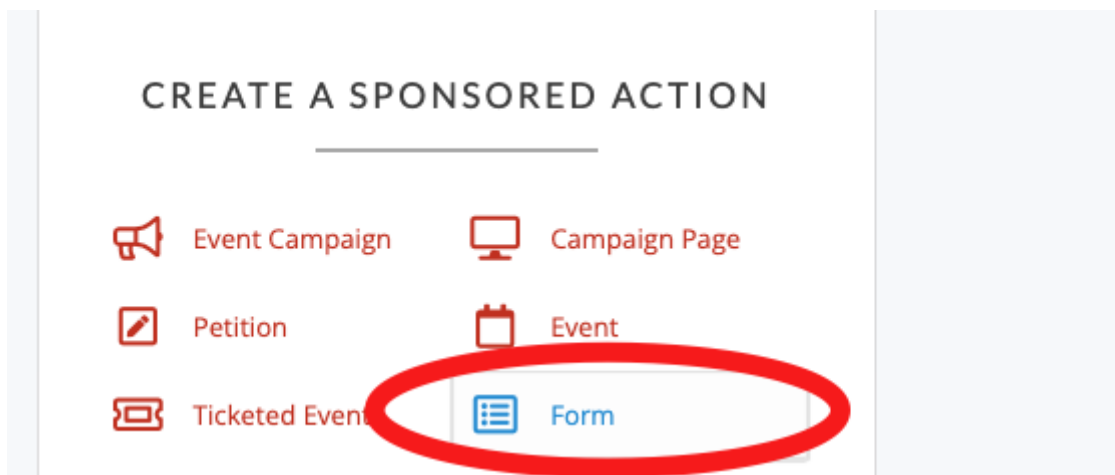 CREATE A SPONSORED ACTION
Event Campaign
Campaign Page
Petition
Event
Ticketed Event
Form